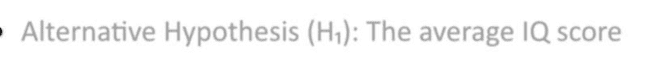 • Alternative Hypothesis (H₁): The average IQ score